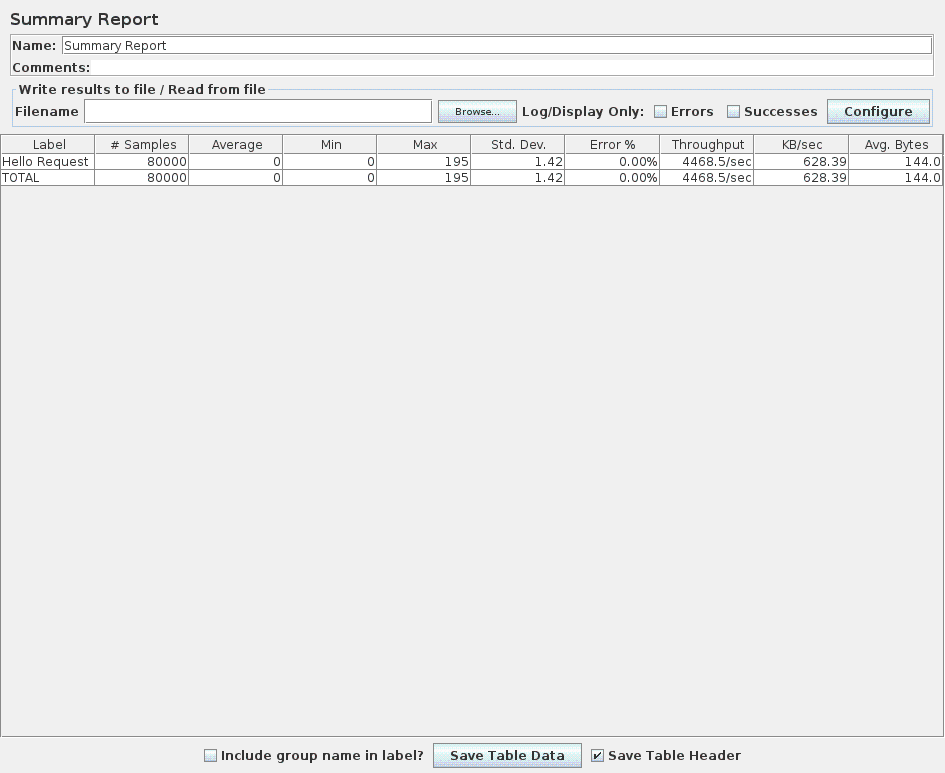 Summary Report
Name: Summary Report
Comments:
Write results to file / Read from file
Filename Browse... Log/Display Only: Errors Successes Configure
Label # Samples Average Min Max Std. Dev. Error % Throughput KB/sec Avg. Bytes
Hello Request 80000 0 0 195 1.42 0.00% 4468.5/sec 628.39 144.0
TOTAL 80000 0 0 195 1.42 0.00% 4468.5/sec 628.39 144.0
Include group name in label? Save Table Data Save Table Header